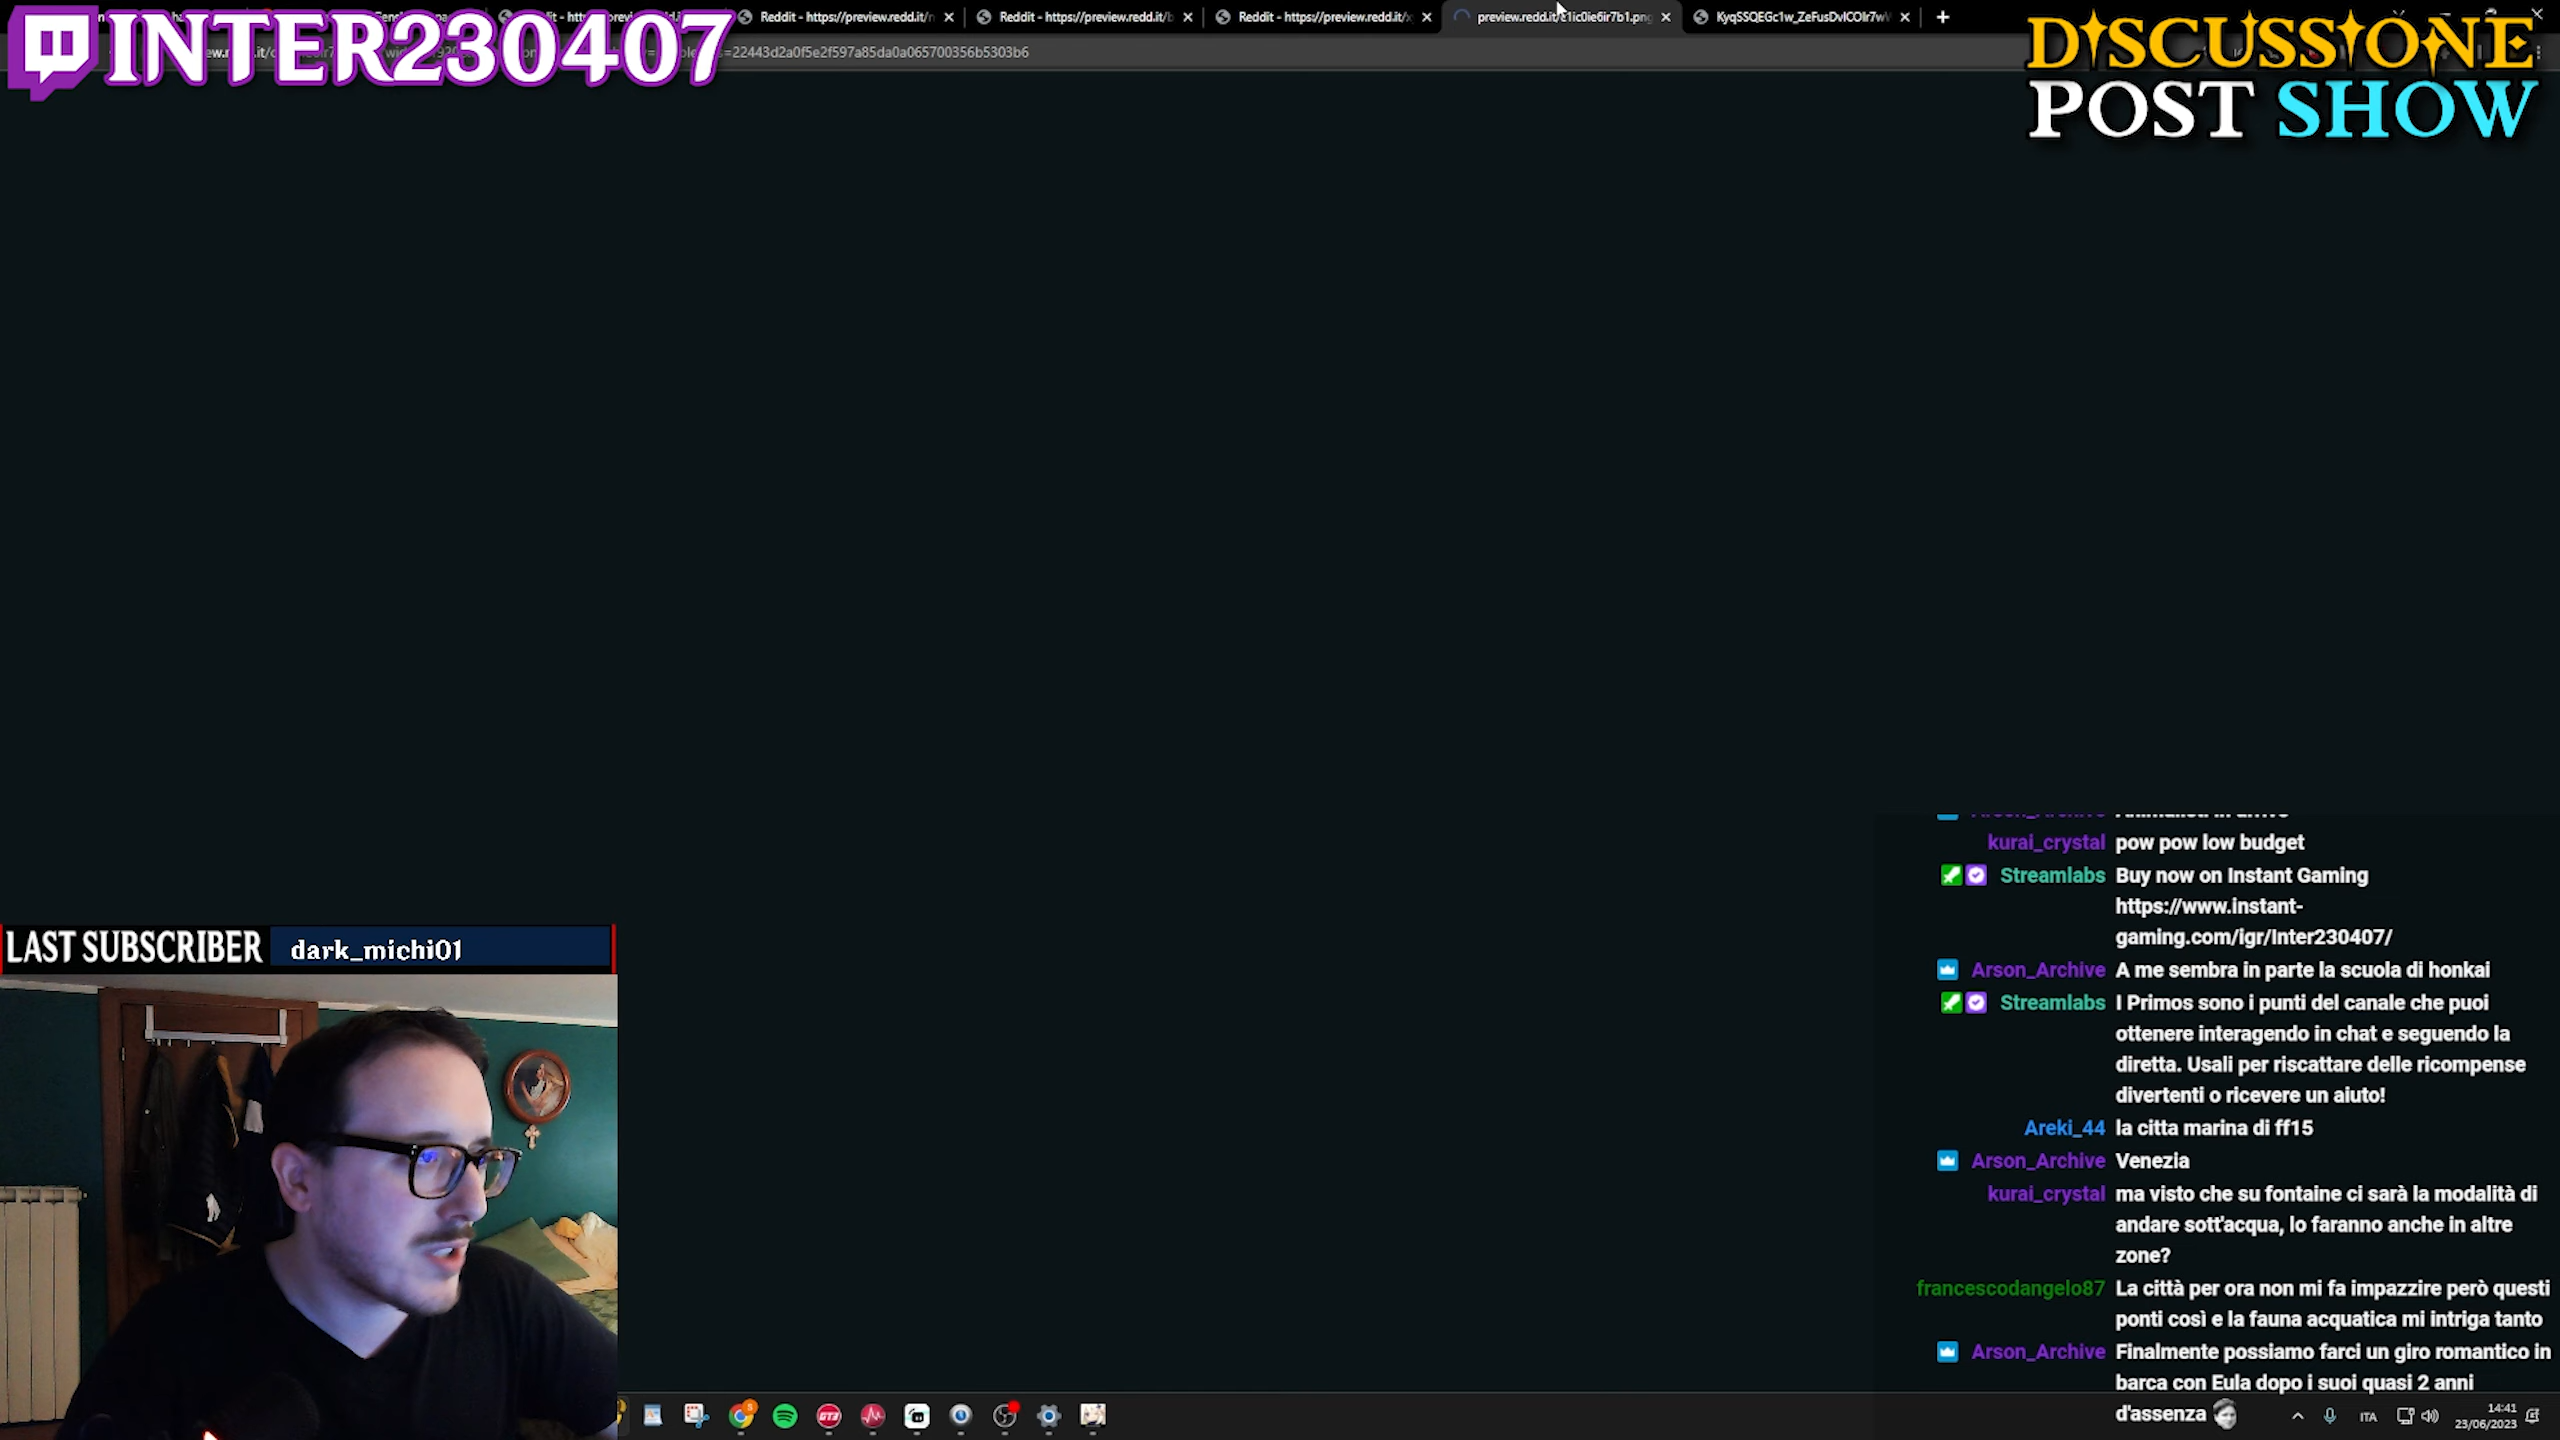 Reddit - https://preview.redd.it/
Reddit - https://preview.redd.it/b
Reddit - https://preview.redd.it/x
preview.redd.it/c1ic0ie6ir7b1.png
INTER230407
=22443d2a0f5e2f597a85da0a065700356b5303b6
DISCUSSIONE
POST SHOW
kurai_crystal pow pow low budget
Streamlabs Buy now on Instant Gaming
https://www.instant-
gaming.com/igr/Inter230407/
Arson_Archive A me sembra in parte la scuola di honkai
Streamlabs I Primos sono i punti del canale che puoi
ottenere interagendo in chat e seguendo la
diretta. Usali per riscattare delle ricompense
divertenti o ricevere un aiuto!
Areki_44 la citta marina di ff15
Arson_Archive Venezia
kurai_crystal ma visto che su fontaine ci sarà la modalità di
andare sott'acqua, lo faranno anche in altre
zone?
francescodangelo87 La città per ora non mi fa impazzire però questi
ponti così e la fauna acquatica mi intriga tanto
Arson_Archive Finalmente possiamo farci un giro romantico in
barca con Eula dopo i suoi quasi 2 anni
d'assenza
LAST SUBSCRIBER dark_michi01
GT3
ITA
14:41
23/06/2023